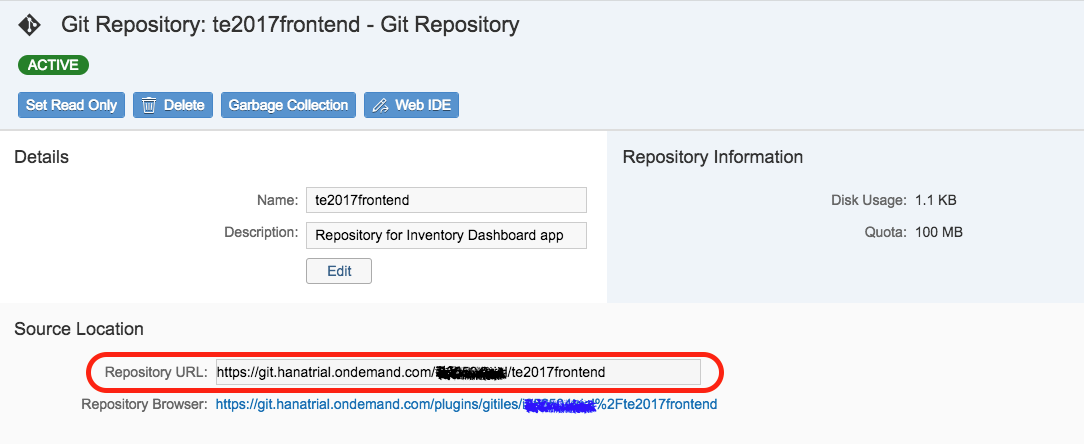 Git Repository: te2017frontend - Git Repository
ACTIVE
Set Read Only Delete Garbage Collection Web IDE
Details
Name: te2017frontend
Description: Repository for Inventory Dashboard app
Edit
Repository Information
Disk Usage: 1.1 KB
Quota: 100 MB
Source Location
Repository URL: https://git.hanatrial.ondemand.com/ /te2017frontend
Repository Browser: https://git.hanatrial.ondemand.com/plugins/gitiles/ %2Fte2017frontend